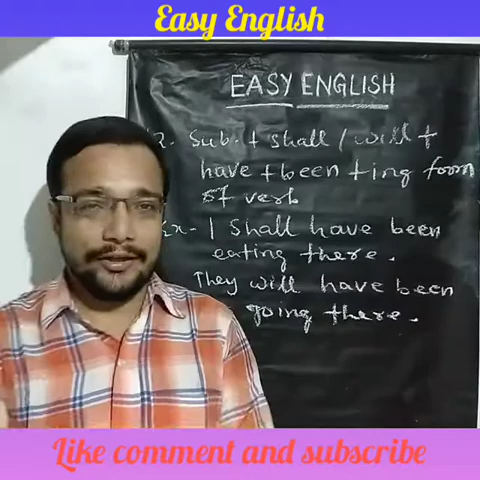 Easy English
EASY ENGLISH
Sub. + shall / will +
have + been + ing form
of verb
Ex- I shall have been
eating there.
They will have been
going there.
Like comment and subscribe